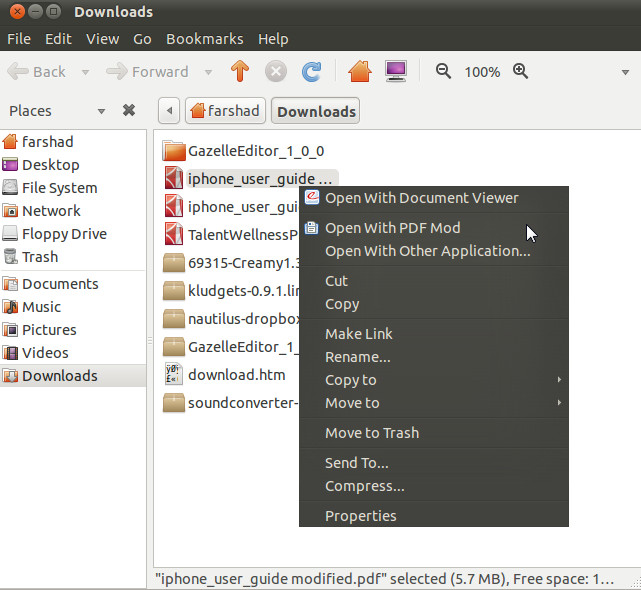 Downloads
File Edit View Go Bookmarks Help
Back Forward 100%
Places farshad Downloads
farshad
Desktop
File System
Network
Floppy Drive
Trash
Documents
Music
Pictures
Videos
Downloads
GazelleEditor_1_0_0
iphone_user_guide ...
iphone_user_gui
TalentWellnessP
69315-Creamy1.3
kludgets-0.9.1.lin
nautilus-dropbox
GazelleEditor_1_
download.htm
soundconverter-
Open With Document Viewer
Open With PDF Mod
Open With Other Application...
Cut
Copy
Make Link
Rename...
Copy to
Move to
Move to Trash
Send To...
Compress...
Properties
"iphone_user_guide modified.pdf" selected (5.7 MB), Free space: 1...